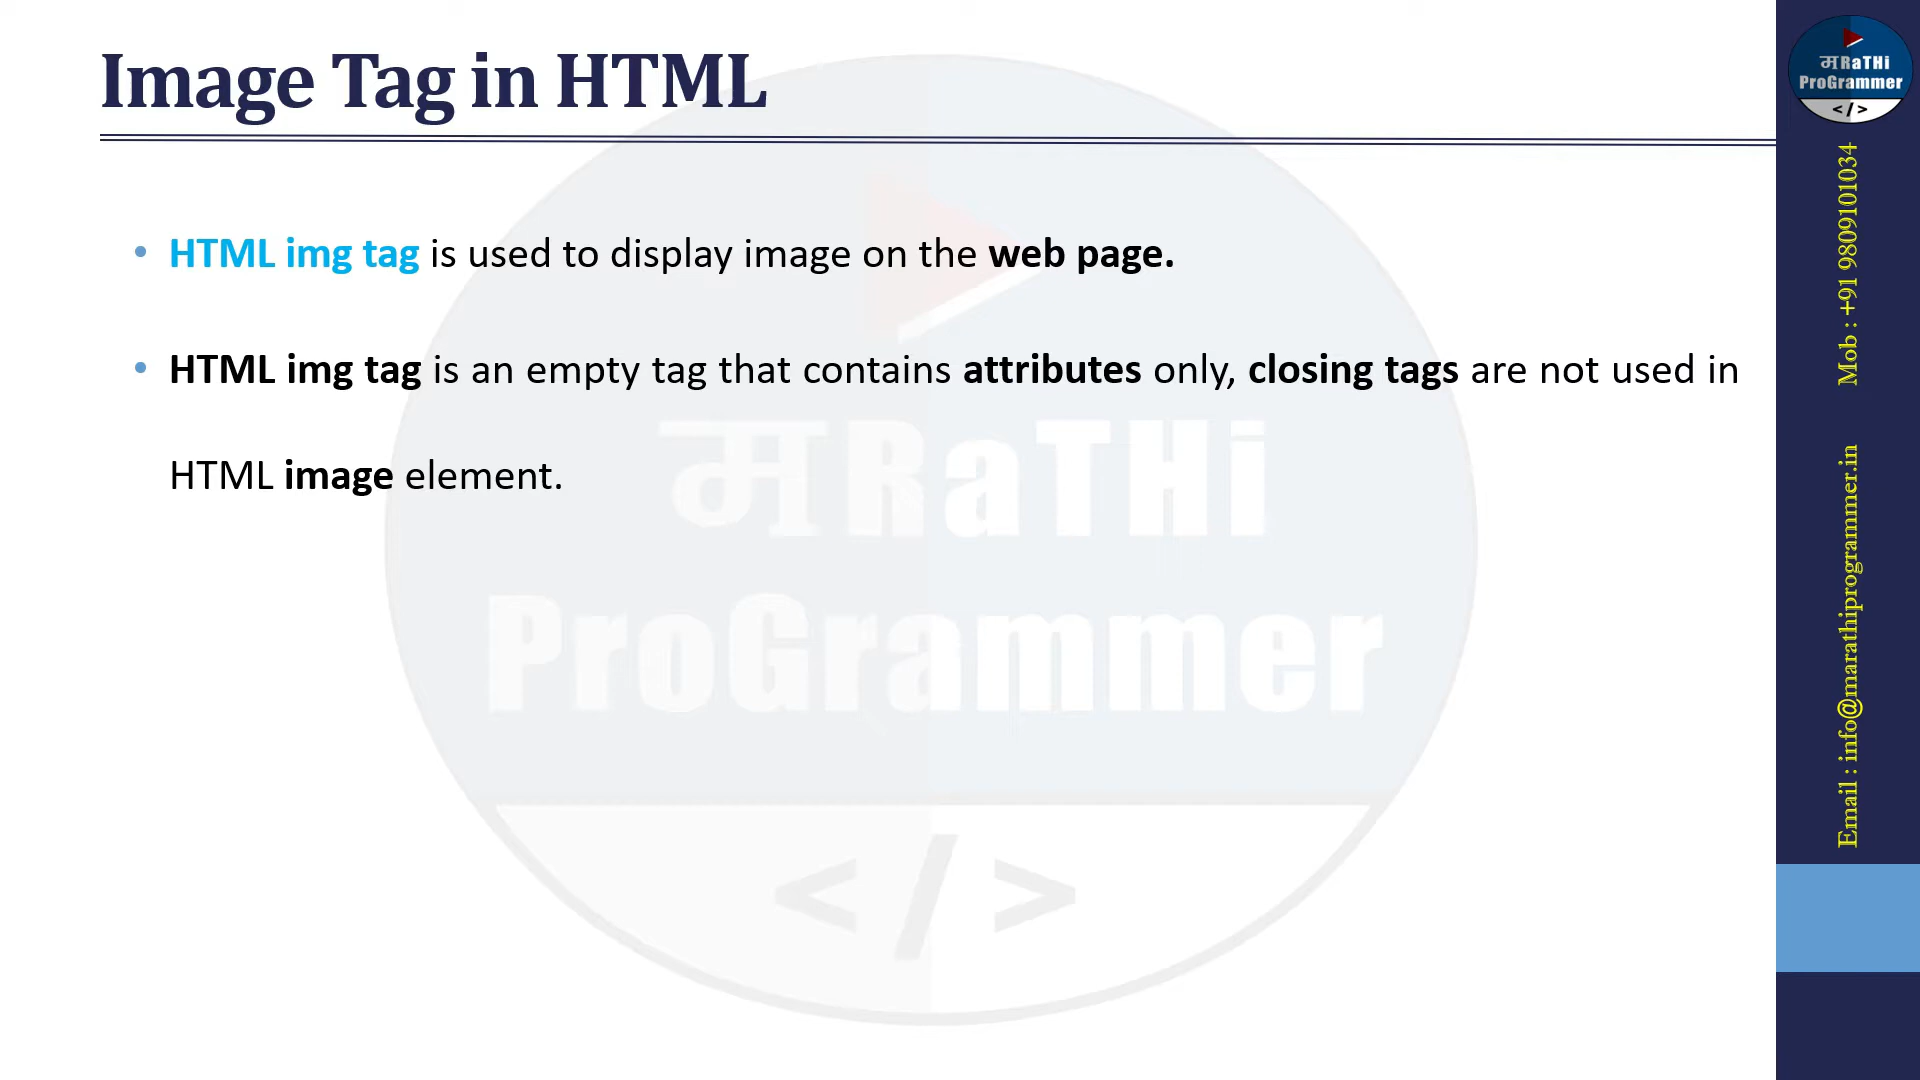 Image Tag in HTML
• HTML img tag is used to display image on the web page.
• HTML img tag is an empty tag that contains attributes only, closing tags are not used in
HTML image element.
मRaTHi
ProGrammer
</>
मRaTHi
ProGrammer
</>
Mob : +91 9809101034
Email : info@marathiprogrammer.in